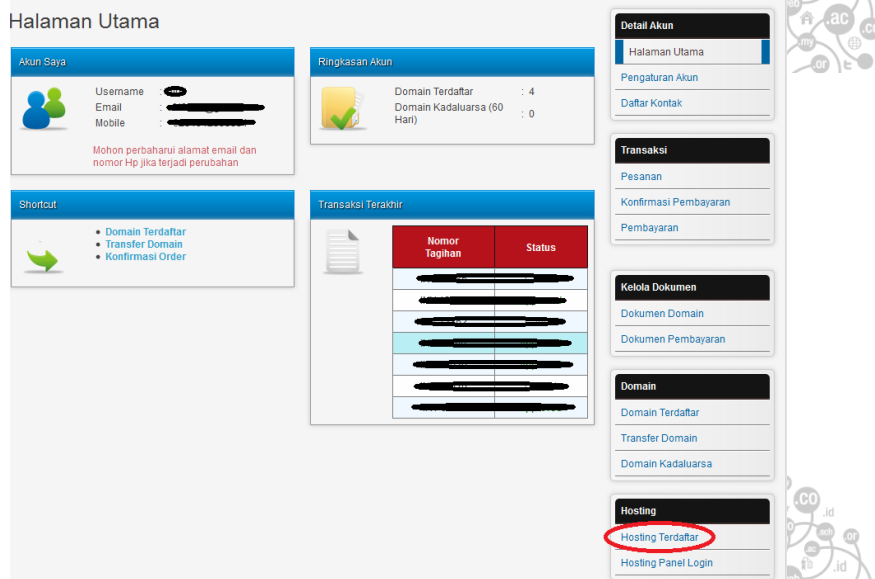 Halaman Utama
Akun Saya
Username :
Email :
Mobile :
Mohon perbaharui alamat email dan
nomor Hp jika terjadi perubahan
Ringkasan Akun
Domain Terdaftar : 4
Domain Kadaluarsa (60
Hari) : 0
Shortcut
Domain Terdaftar
Transfer Domain
Konfirmasi Order
Transaksi Terakhir
Nomor
Tagihan
Status
Detail Akun
Halaman Utama
Pengaturan Akun
Daftar Kontak
Transaksi
Pesanan
Konfirmasi Pembayaran
Pembayaran
Kelola Dokumen
Dokumen Domain
Dokumen Pembayaran
Domain
Domain Terdaftar
Transfer Domain
Domain Kadaluarsa
Hosting
Hosting Terdaftar
Hosting Panel Login
.ac
.my
.or
.co
.id
.sch
.or
.ac
.id